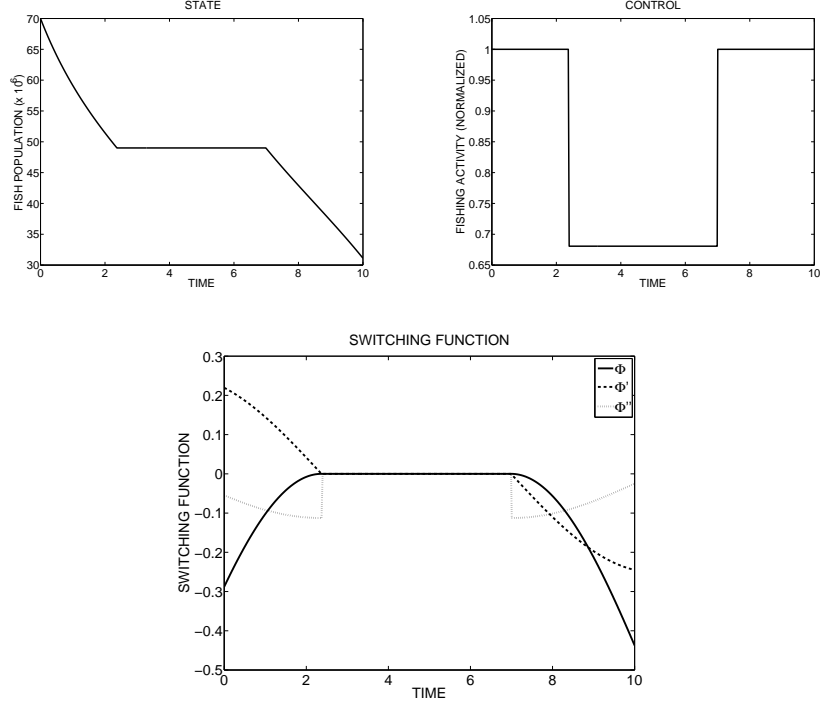 STATE
70
65
60
55
50
45
40
35
30
0 2 4 6 8 10
TIME
FISH POPULATION (x 10^6)
CONTROL
1.05
1
0.95
0.9
0.85
0.8
0.75
0.7
0.65
0 2 4 6 8 10
TIME
FISHING ACTIVITY (NORMALIZED)
SWITCHING FUNCTION
0.3
0.2
0.1
0
−0.1
−0.2
−0.3
−0.4
−0.5
0 2 4 6 8 10
TIME
SWITCHING FUNCTION
Φ
Φ'
Φ''